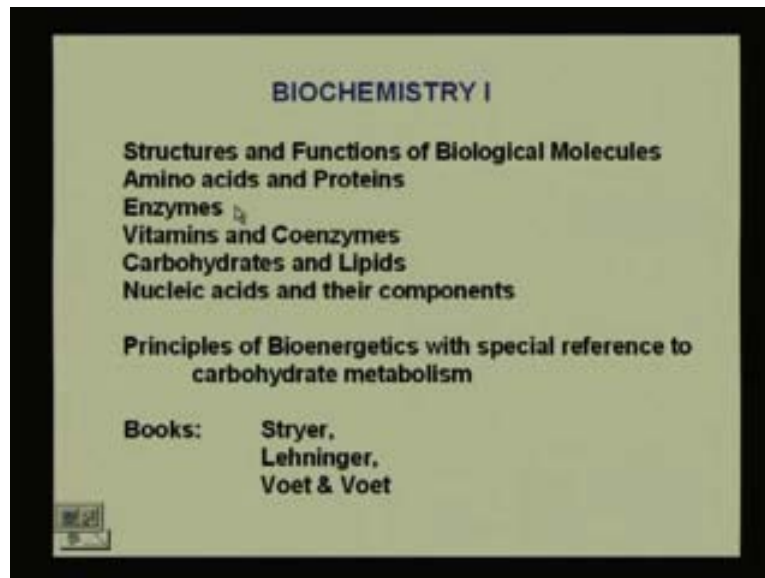 BIOCHEMISTRY I
Structures and Functions of Biological Molecules
Amino acids and Proteins
Enzymes
Vitamins and Coenzymes
Carbohydrates and Lipids
Nucleic acids and their components
Principles of Bioenergetics with special reference to
carbohydrate metabolism
Books: Stryer,
Lehninger,
Voet & Voet